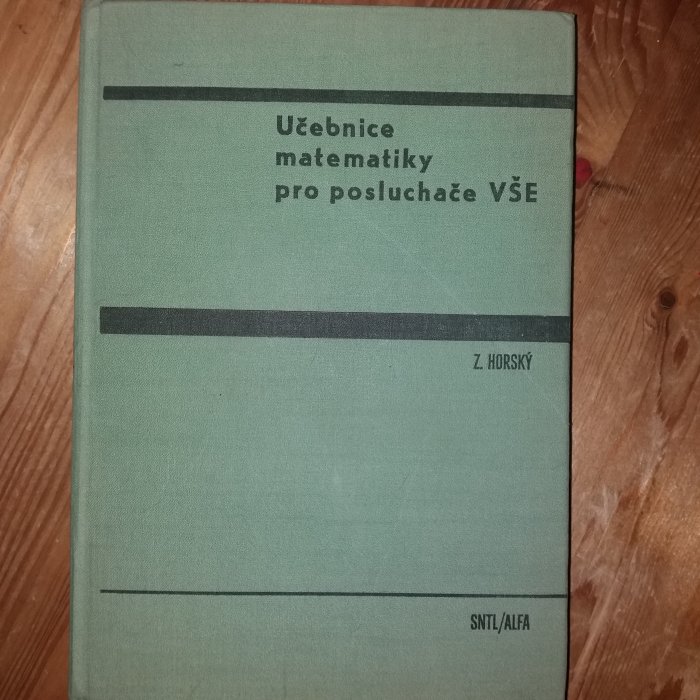 Učebnice
matematiky
pro posluchače VŠE
Z. HORSKÝ
SNTL/ALFA